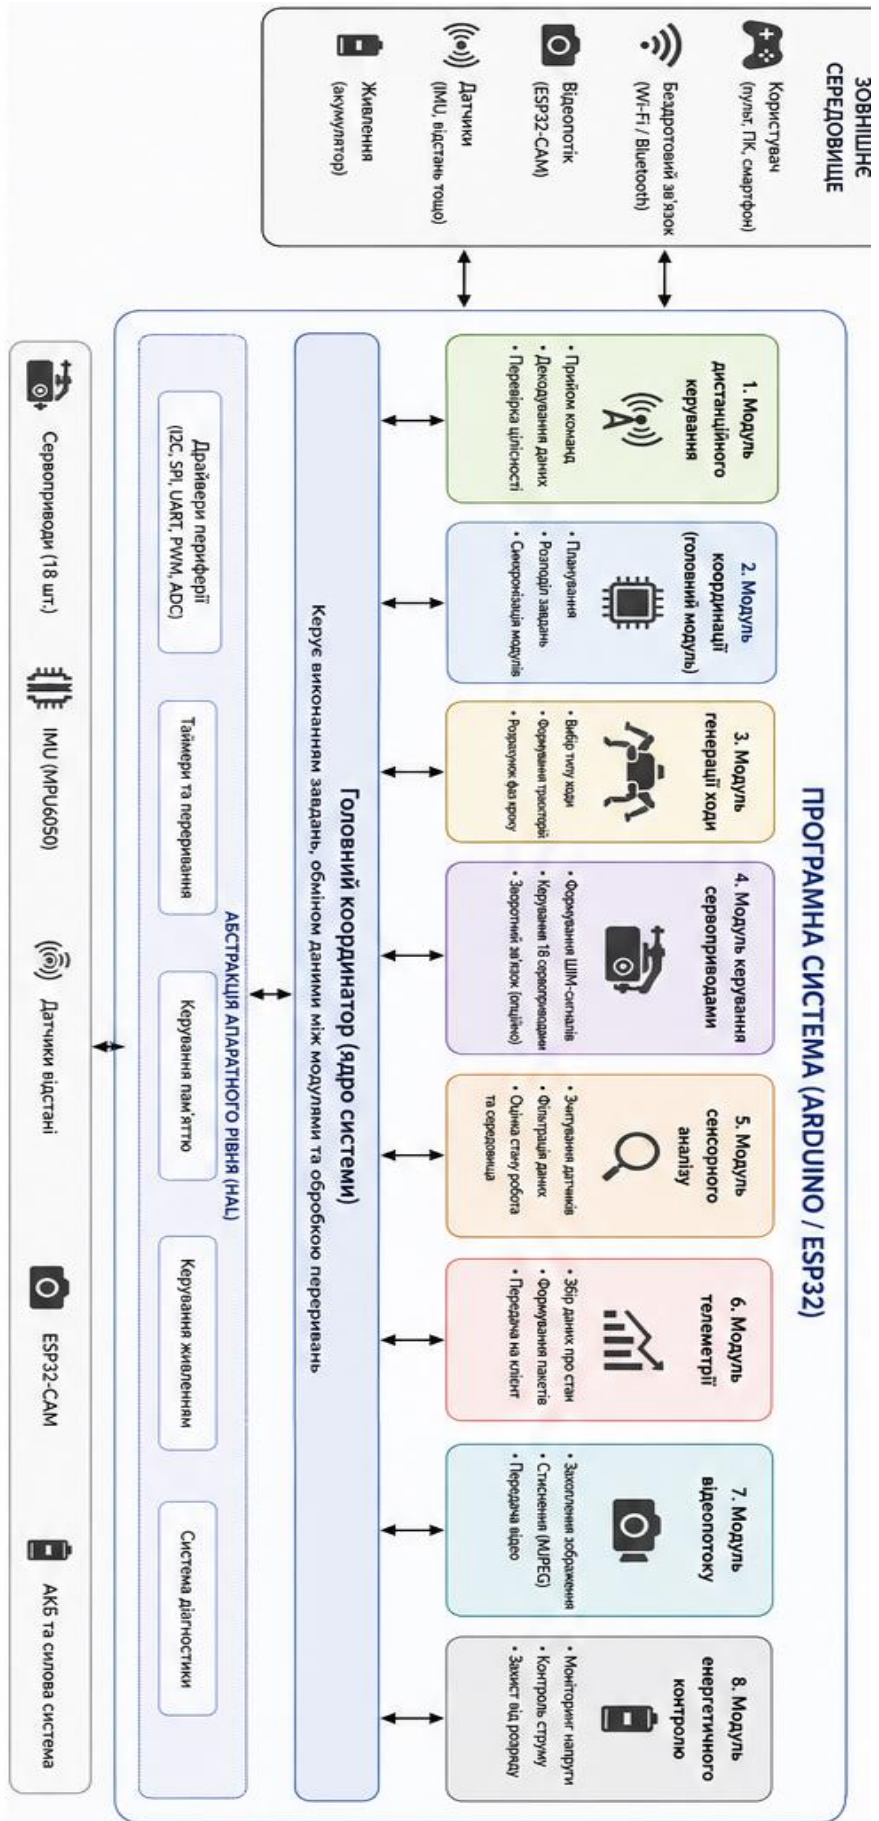 ЗОВНІШНЄ
СЕРЕДОВИЩЕ
Користувач
(пульт, ПК, смартфон)
Бездротовий зв'язок
(Wi-Fi / Bluetooth)
Відеопотік
(ESP32-CAM)
Датчики
(IMU, відстань тощо)
Живлення
(акумулятор)
ПРОГРАМНА СИСТЕМА (ARDUINO / ESP32)
1. Модуль
дистанційного
керування
• Прийом команд
• Декодування даних
• Перевірка цілісності
2. Модуль
координації
(головний модуль)
• Планування
• Розподіл завдань
• Синхронізація модулів
3. Модуль
генерації ходи
• Вибір типу ходи
• Формування траєкторій
• Розрахунок фаз кроку
4. Модуль керування
сервоприводами
• Формування ШІМ-сигналів
• Керування 18 сервоприводами
• Зворотний зв'язок (опційно)
5. Модуль
сенсорного
аналізу
• Зчитування датчиків
• Фільтрація даних
• Оцінка стану робота
та середовища
6. Модуль
телеметрії
• Збір даних про стан
• Формування пакетів
• Передача на клієнт
7. Модуль
відеопотоку
• Захоплення зображення
• Стиснення (MJPEG)
• Передача відео
8. Модуль
енергетичного
контролю
• Моніторинг напруги
• Контроль струму
• Захист від розряду
Головний координатор (ядро системи)
Керує виконанням завдань, обміном даними між модулями та обробкою переривань
АБСТРАКЦІЯ АПАРАТНОГО РІВНЯ (HAL)
Драйвери периферії
(I2C, SPI, UART, PWM, ADC)
Таймери та переривання
Керування пам'яттю
Керування живленням
Система діагностики
Сервоприводи (18 шт.)
IMU (MPU6050)
Датчики відстані
ESP32-CAM
АКБ та силова система